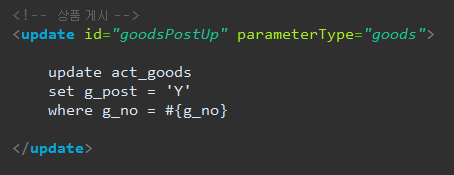 <!-- 상품 게시 -->
<update id="goodsPostUp" parameterType="goods">
update act_goods
set g_post = 'Y'
where g_no = #{g_no}
</update>